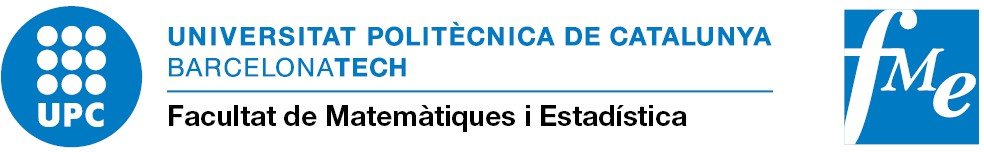 UPC
UNIVERSITAT POLITÈCNICA DE CATALUNYA
BARCELONATECH
Facultat de Matemàtiques i Estadística
fMe